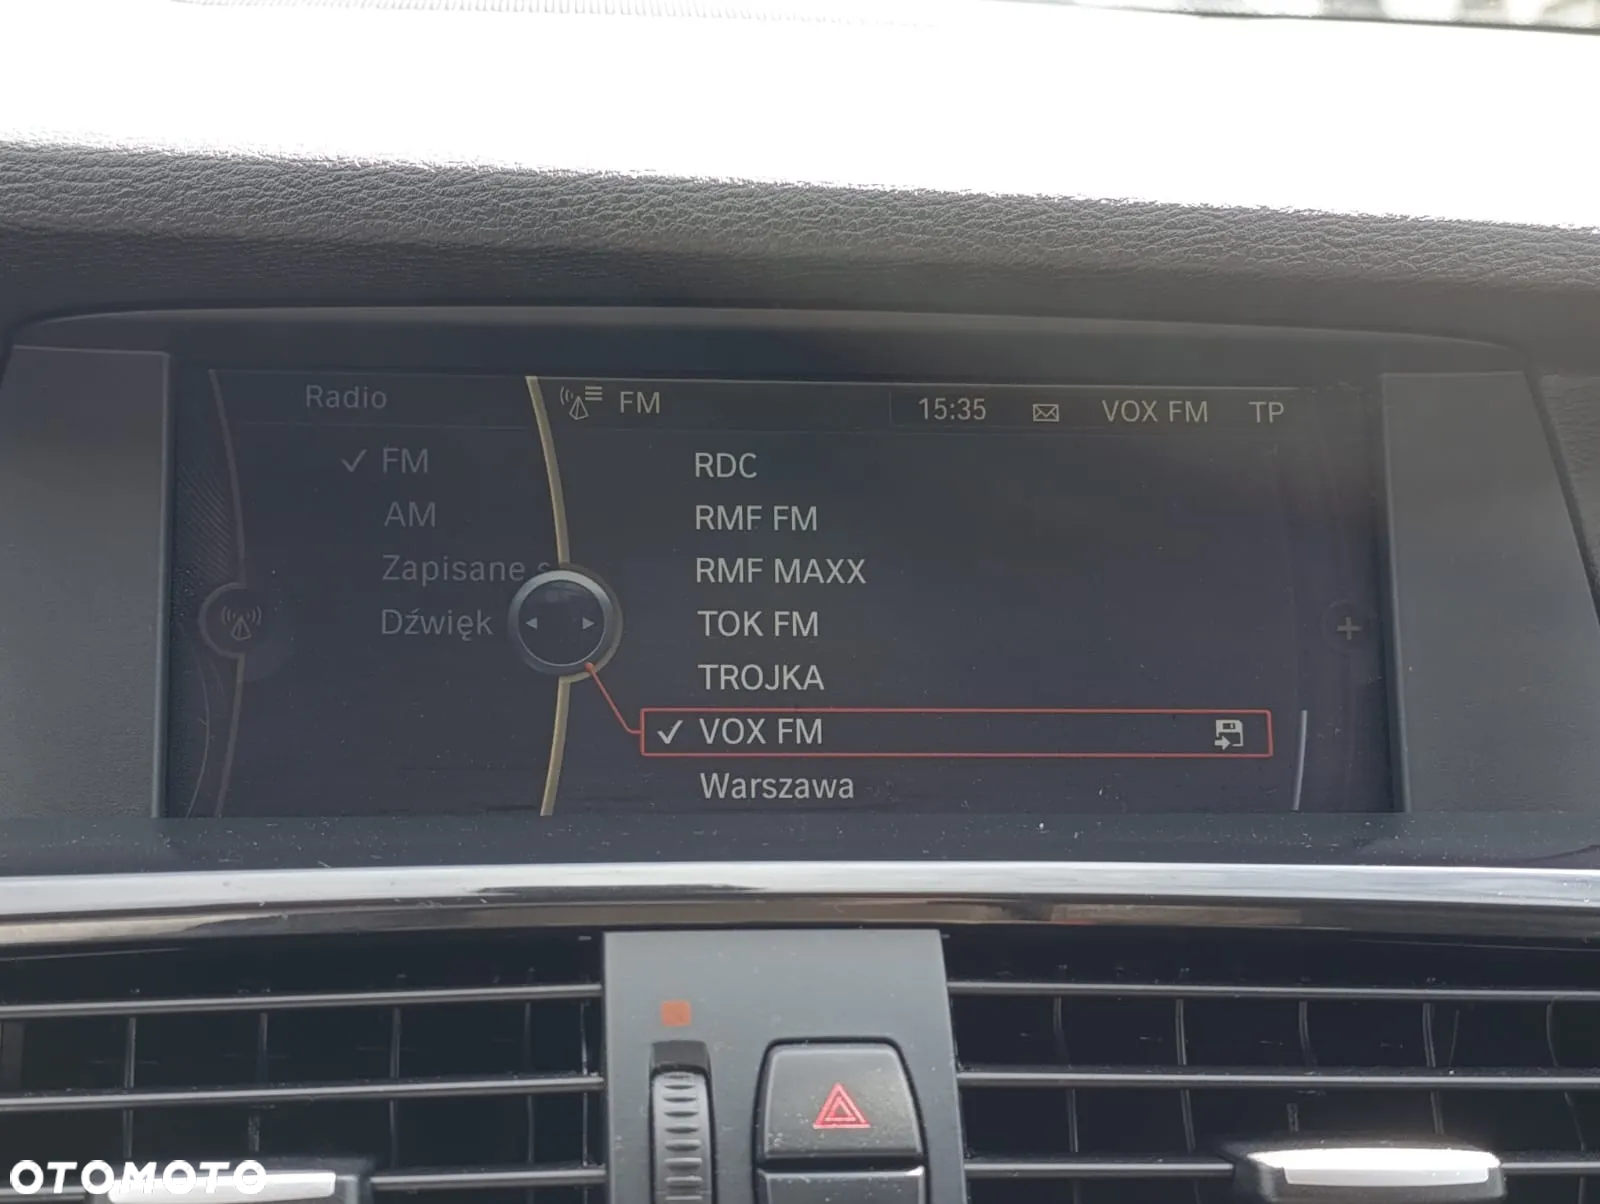 Radio
FM
15:35
VOX FM
TP
FM
AM
Zapisane s
Dźwięk
RDC
RMF FM
RMF MAXX
TOK FM
TROJKA
VOX FM
Warszawa
OTOMOTO